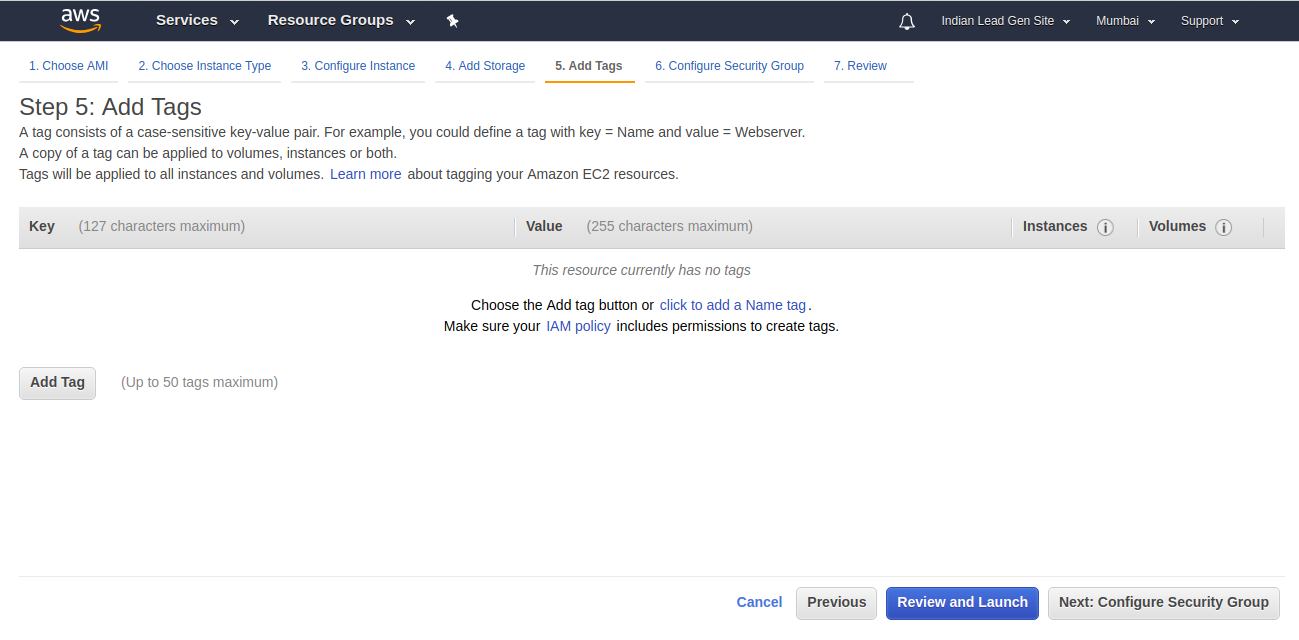 aws Services Resource Groups Indian Lead Gen Site Mumbai Support
1. Choose AMI 2. Choose Instance Type 3. Configure Instance 4. Add Storage 5. Add Tags 6. Configure Security Group 7. Review
Step 5: Add Tags
A tag consists of a case-sensitive key-value pair. For example, you could define a tag with key = Name and value = Webserver.
A copy of a tag can be applied to volumes, instances or both.
Tags will be applied to all instances and volumes. Learn more about tagging your Amazon EC2 resources.
Key (127 characters maximum) Value (255 characters maximum) Instances i Volumes i
This resource currently has no tags
Choose the Add tag button or click to add a Name tag.
Make sure your IAM policy includes permissions to create tags.
Add Tag (Up to 50 tags maximum)
Cancel Previous Review and Launch Next: Configure Security Group